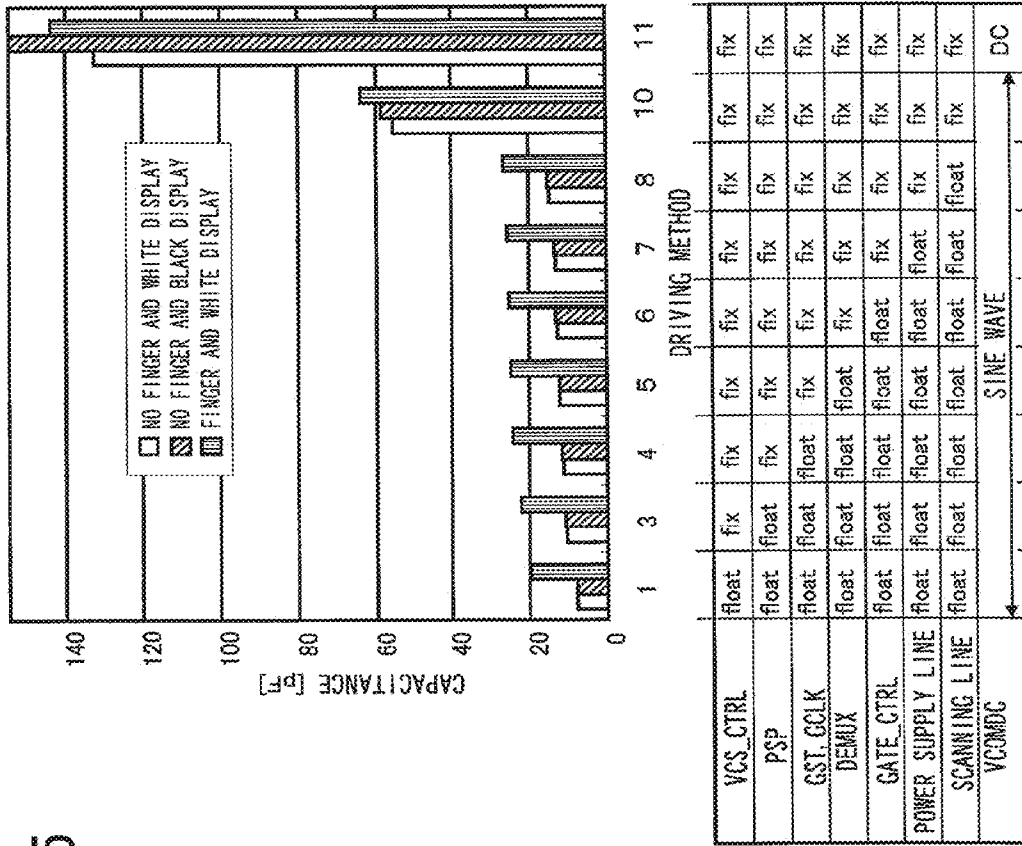 5
CAPACITANCE [pF]
140
120
100
80
60
40
20
0
NO FINGER AND WHITE DISPLAY
NO FINGER AND BLACK DISPLAY
FINGER AND WHITE DISPLAY
1 3 4 5 6 7 8 10 11
DRIVING METHOD
VCS_CTRL float fix fix fix fix fix fix fix fix
PSP float float fix fix fix fix fix fix fix
GST, GCLK float float float fix fix fix fix fix fix
DEMUX float float float float fix fix fix fix fix
GATE_CTRL float float float float float fix fix fix fix
POWER SUPPLY LINE float float float float float float fix fix fix
SCANNING LINE float float float float float float float fix fix
VCOMDC SINE WAVE DC